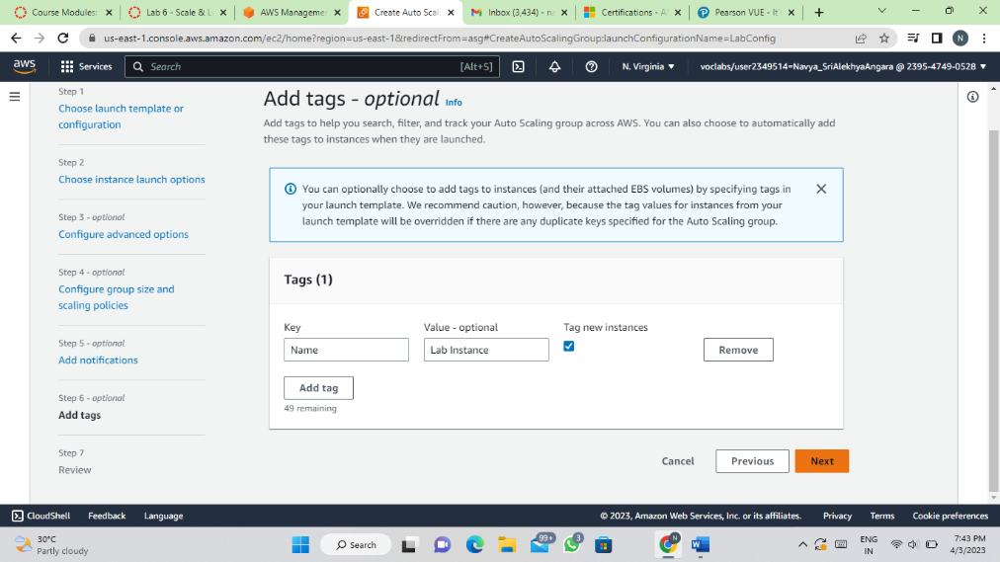 Course Modules:
Lab 6 - Scale & L
AWS Managemen
Create Auto Scali
Inbox (3,434) - n
Certifications - A
Pearson VUE - It'
us-east-1.console.aws.amazon.com/ec2/home?region=us-east-1&redirectFrom=asg#CreateAutoScalingGroup:launchConfigurationName=LabConfig
N
aws
Services
Search
[Alt+S]
N. Virginia
voclabs/user2349514=Navya_SriAlekhyaAngara @ 2395-4749-0528
Step 1
Choose launch template or
configuration
Step 2
Choose instance launch options
Step 3 - optional
Configure advanced options
Step 4 - optional
Configure group size and
scaling policies
Step 5 - optional
Add notifications
Step 6 - optional
Add tags
Step 7
Review
Add tags - optional Info
Add tags to help you search, filter, and track your Auto Scaling group across AWS. You can also choose to automatically add
these tags to instances when they are launched.
You can optionally choose to add tags to instances (and their attached EBS volumes) by specifying tags in
your launch template. We recommend caution, however, because the tag values for instances from your
launch template will be overridden if there are any duplicate keys specified for the Auto Scaling group.
Tags (1)
Key
Value - optional
Tag new instances
Name
Lab Instance
Remove
Add tag
49 remaining
Cancel
Previous
Next
CloudShell
Feedback
Language
© 2023, Amazon Web Services, Inc. or its affiliates.
Privacy
Terms
Cookie preferences
30°C
Partly cloudy
Search
99+
3
N
ENG
IN
7:43 PM
4/3/2023